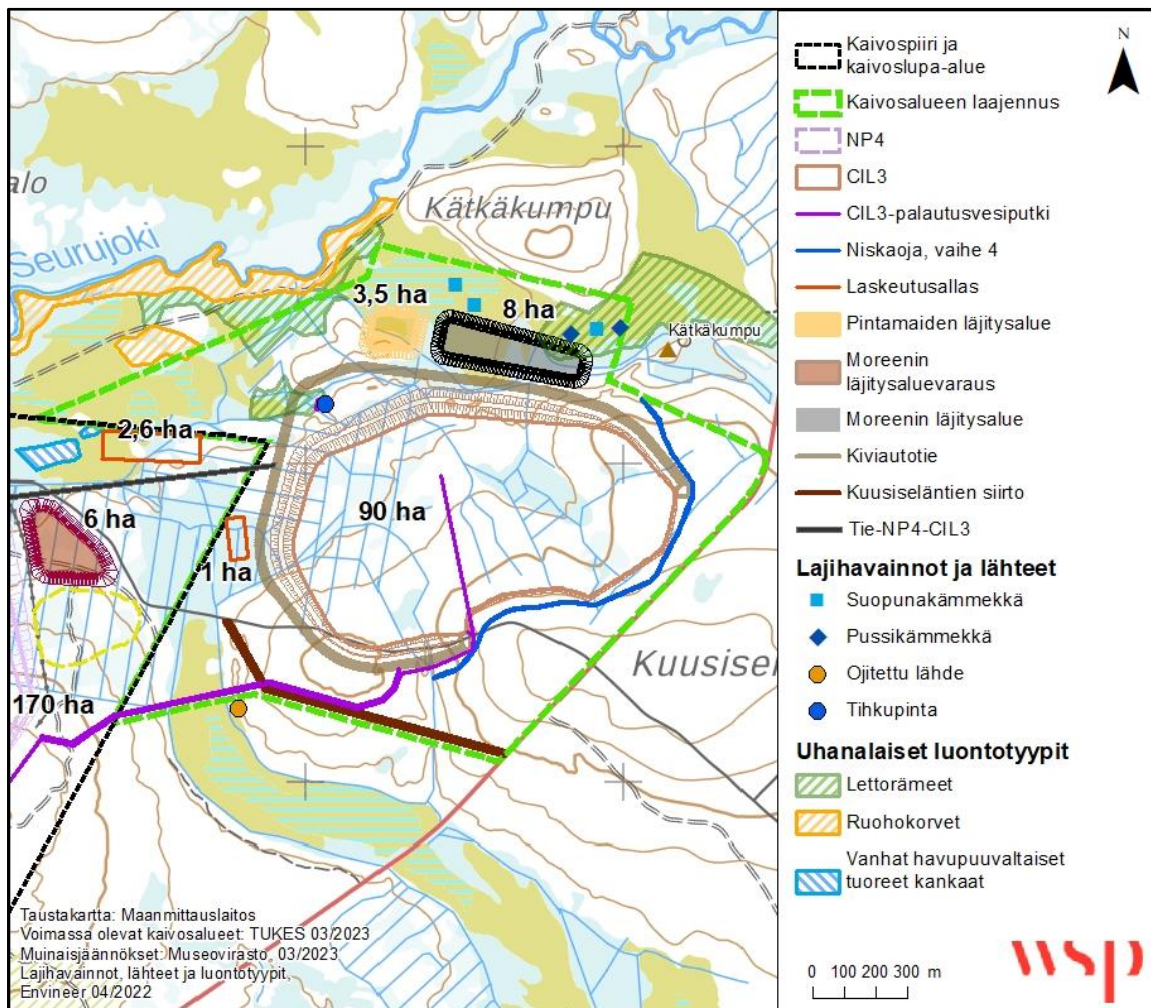 alo
Seurujoki
Kätkäkumpu
3,5 ha
8 ha
Kätkäkumpu
2,6 ha
6 ha
90 ha
1 ha
Kuusisel
170 ha
Taustakartta: Maanmittauslaitos
Voimassa olevat kaivosalueet: TUKES 03/2023
Muinaisjäännökset: Museovirasto, 03/2023
Lajihavainnot, lähteet ja luontotyypit,
Envineer 04/2022
N
Kaivospiiri ja
kaivoslupa-alue
Kaivosalueen laajennus
NP4
CIL3
CIL3-palautusvesiputki
Niskaoja, vaihe 4
Laskeutusallas
Pintamaiden läjitysalue
Moreenin
läjitysaluevaraus
Moreenin läjitysalue
Kiviautotie
Kuusiseläntien siirto
Tie-NP4-CIL3
Lajihavainnot ja lähteet
Suopunakämmekkä
Pussikämmekkä
Ojitettu lähde
Tihkupinta
Uhanalaiset luontotyypit
Lettorämeet
Ruohokorvet
Vanhat havupuuvaltaiset
tuoreet kankaat
0 100 200 300 m
wsp